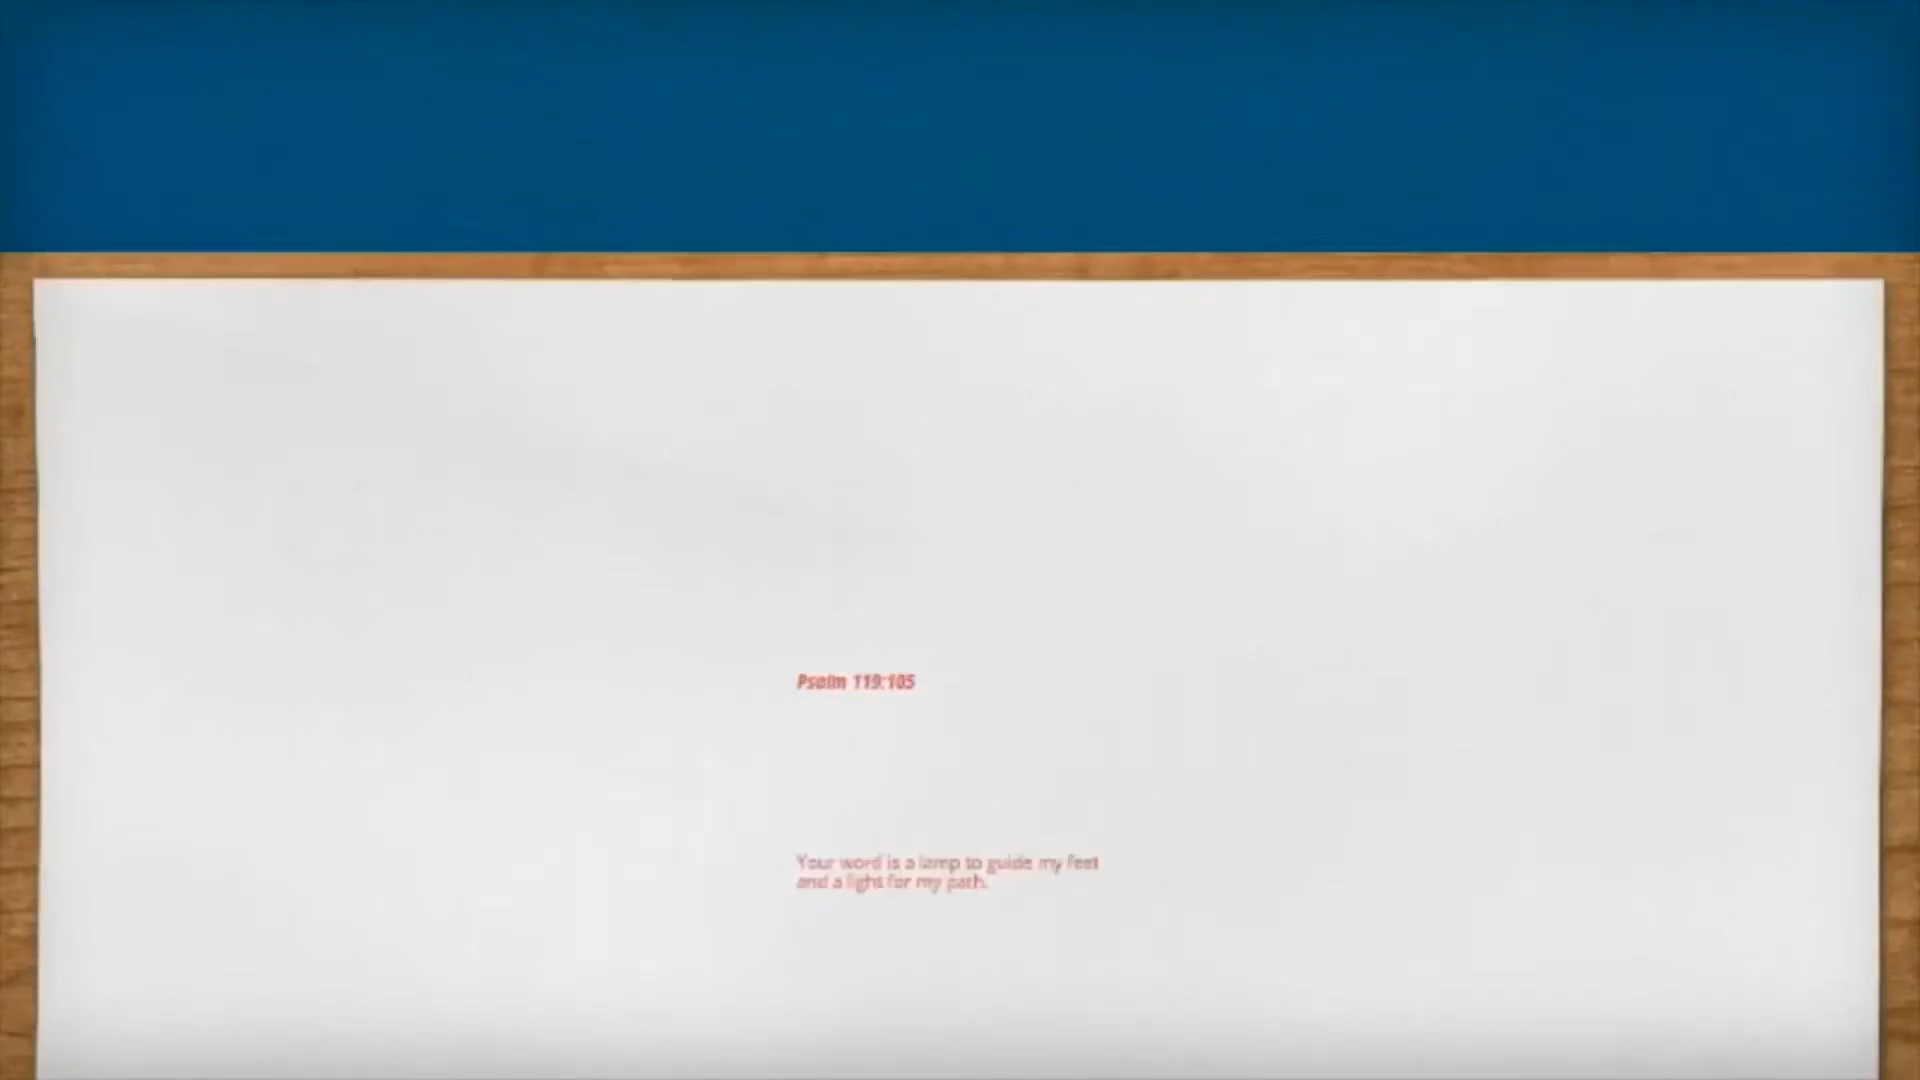 Psalm 119:105
Your word is a lamp to guide my feet
and a light for my path.